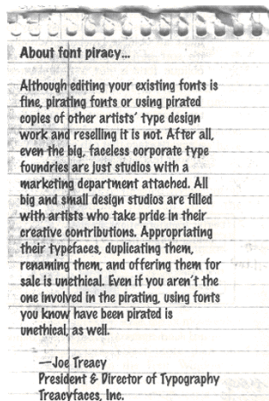 About font piracy...
Although editing your existing fonts is
fine, pirating fonts or using pirated
copies of other artists' type design
work and reselling it is not. After all,
even the big, faceless corporate type
foundries are just studios with a
marketing department attached. All
big and small design studios are filled
with artists who take pride in their
creative contributions. Appropriating
their typefaces, duplicating them,
renaming them, and offering them for
sale is unethical. Even if you aren't the
one involved in the pirating, using fonts
you know have been pirated is
unethical, as well.
—Joe Treacy
President & Director of Typography
Treacyfaces, Inc.